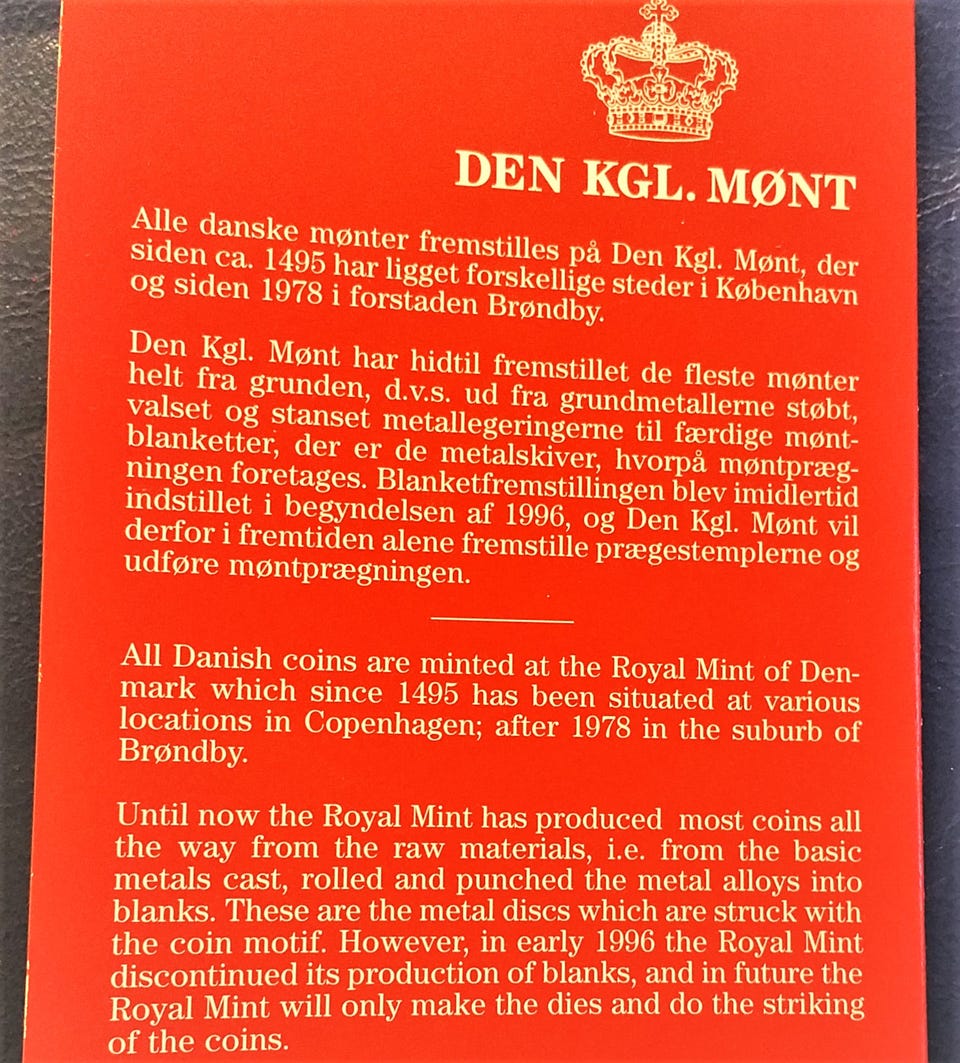 DEN KGL. MØNT
Alle danske mønter fremstilles på Den Kgl. Mønt, der
siden ca. 1495 har ligget forskellige steder i København
og siden 1978 i forstaden Brøndby.
Den Kgl. Mønt har hidtil fremstillet de fleste mønter
helt fra grunden, d.v.s. ud fra grundmetallerne støbt,
valset og stanset metallegeringerne til færdige mønt-
blanketter, der er de metalskiver, hvorpå møntpræg-
ningen foretages. Blanketfremstillingen blev imidlertid
indstillet i begyndelsen af 1996, og Den Kgl. Mønt vil
derfor i fremtiden alene fremstille prægestemplerne og
udføre møntprægningen.
All Danish coins are minted at the Royal Mint of Den-
mark which since 1495 has been situated at various
locations in Copenhagen; after 1978 in the suburb of
Brøndby.
Until now the Royal Mint has produced most coins all
the way from the raw materials, i.e. from the basic
metals cast, rolled and punched the metal alloys into
blanks. These are the metal discs which are struck with
the coin motif. However, in early 1996 the Royal Mint
discontinued its production of blanks, and in future the
Royal Mint will only make the dies and do the striking
of the coins.